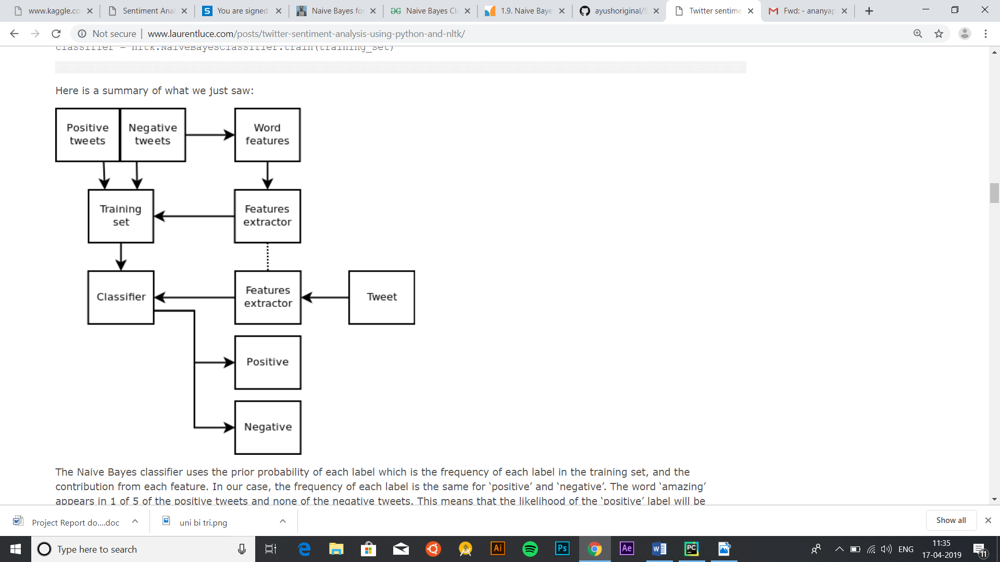 www.kaggle.co
Sentiment Anal
You are signed
Naive Bayes for
Naive Bayes Cla
1.9. Naive Baye
ayushoriginal/S
Twitter sentime
Fwd: - ananyap
Not secure | www.laurentluce.com/posts/twitter-sentiment-analysis-using-python-and-nltk/
classifier = nltk.NaiveBayesClassifier.train(training_set)
Here is a summary of what we just saw:
Positive
tweets
Negative
tweets
Word
features
Training
set
Features
extractor
Classifier
Features
extractor
Tweet
Positive
Negative
The Naive Bayes classifier uses the prior probability of each label which is the frequency of each label in the training set, and the
contribution from each feature. In our case, the frequency of each label is the same for ‘positive’ and ‘negative’. The word ‘amazing’
appears in 1 of 5 of the positive tweets and none of the negative tweets. This means that the likelihood of the ‘positive’ label will be
Project Report do....doc
uni bi tri.png
Show all
Type here to search
Ai
Ps
Ae
PC
ENG
11:35
17-04-2019
11